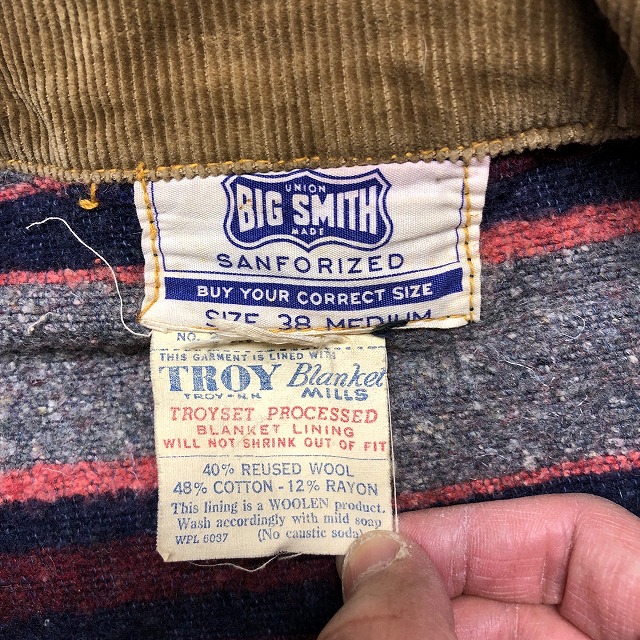 UNION
BIG SMITH
MADE
SANFORIZED
BUY YOUR CORRECT SIZE
SIZE 38 MEDIUM
NO.
THIS GARMENT IS LINED WITH
TROY Blanket
TROY·N.H. MILLS
TROYSET PROCESSED
BLANKET LINING
WILL NOT SHRINK OUT OF FIT
40% REUSED WOOL
48% COTTON - 12% RAYON
This lining is a WOOLEN product.
Wash accordingly with mild soap
WPL 6037 (No caustic soda)